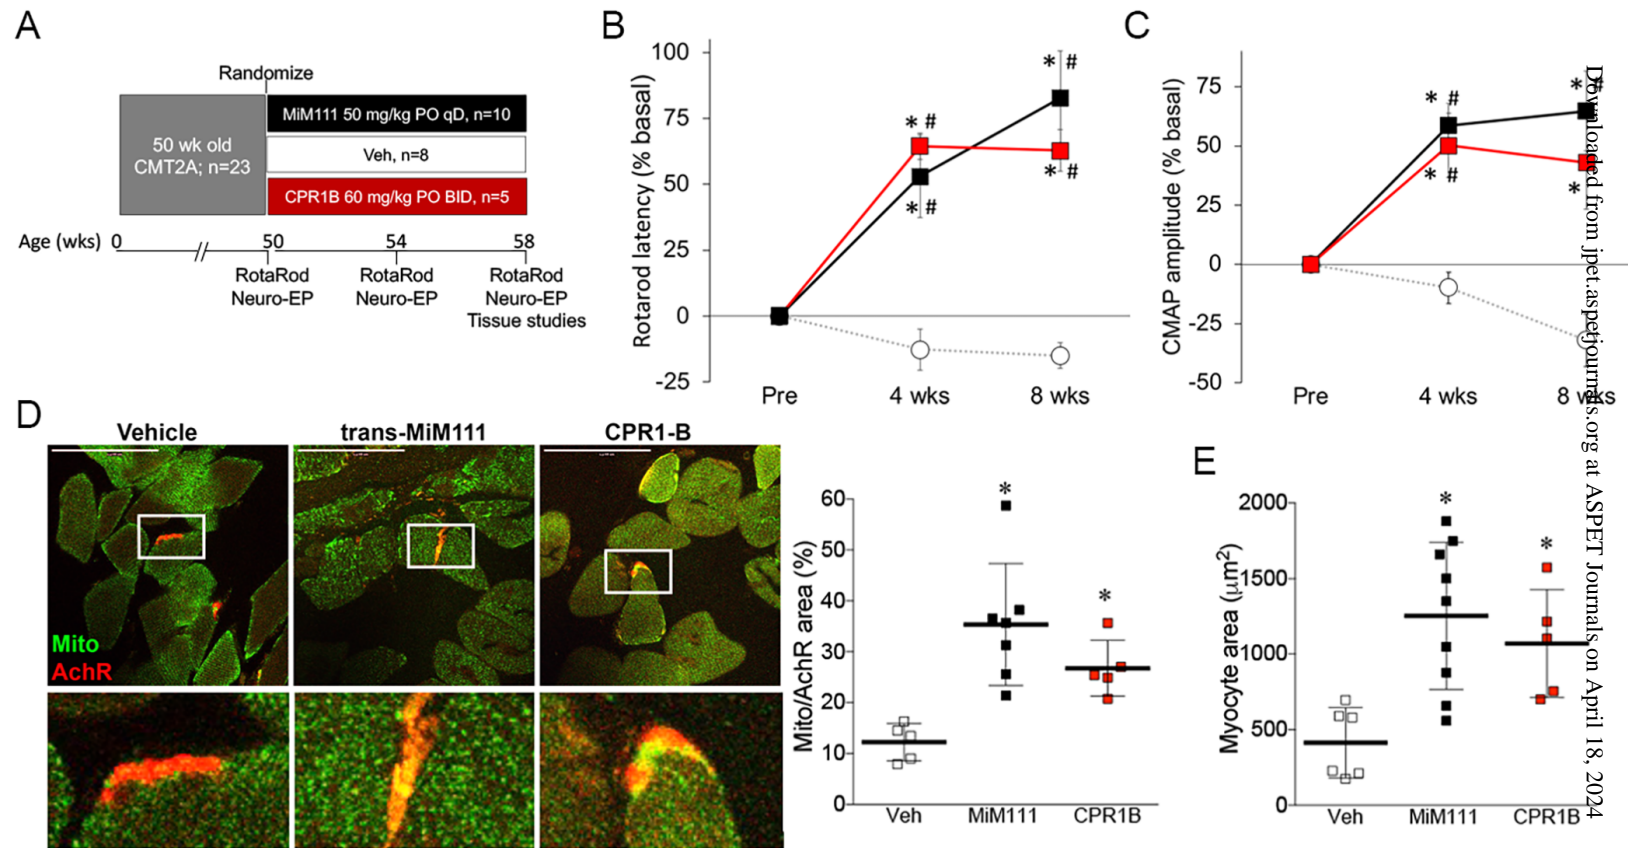 A
Randomize
50 wk old
CMT2A; n=23
MiM111 50 mg/kg PO qD, n=10
Veh, n=8
CPR1B 60 mg/kg PO BID, n=5
Age (wks) 0 50 54 58
RotaRod RotaRod RotaRod
Neuro-EP Neuro-EP Neuro-EP
Tissue studies
B
Rotarod latency (% basal)
100
75
50
25
0
-25
* #
* #
* #
* #
Pre 4 wks 8 wks
C
CMAP amplitude (% basal)
75
50
25
0
-25
-50
* #
* #
* #
*
Pre 4 wks 8 wks
D
Vehicle trans-MiM111 CPR1-B
Mito
AchR
Mito/AchR area (%)
60
50
40
30
20
10
0
*
*
Veh MiM111 CPR1B
E
Myocyte area (μm2)
2000
1500
1000
500
0
*
*
Veh MiM111 CPR1B
Downloaded from jpet.aspetjournals.org at ASPET Journals on April 18, 2024